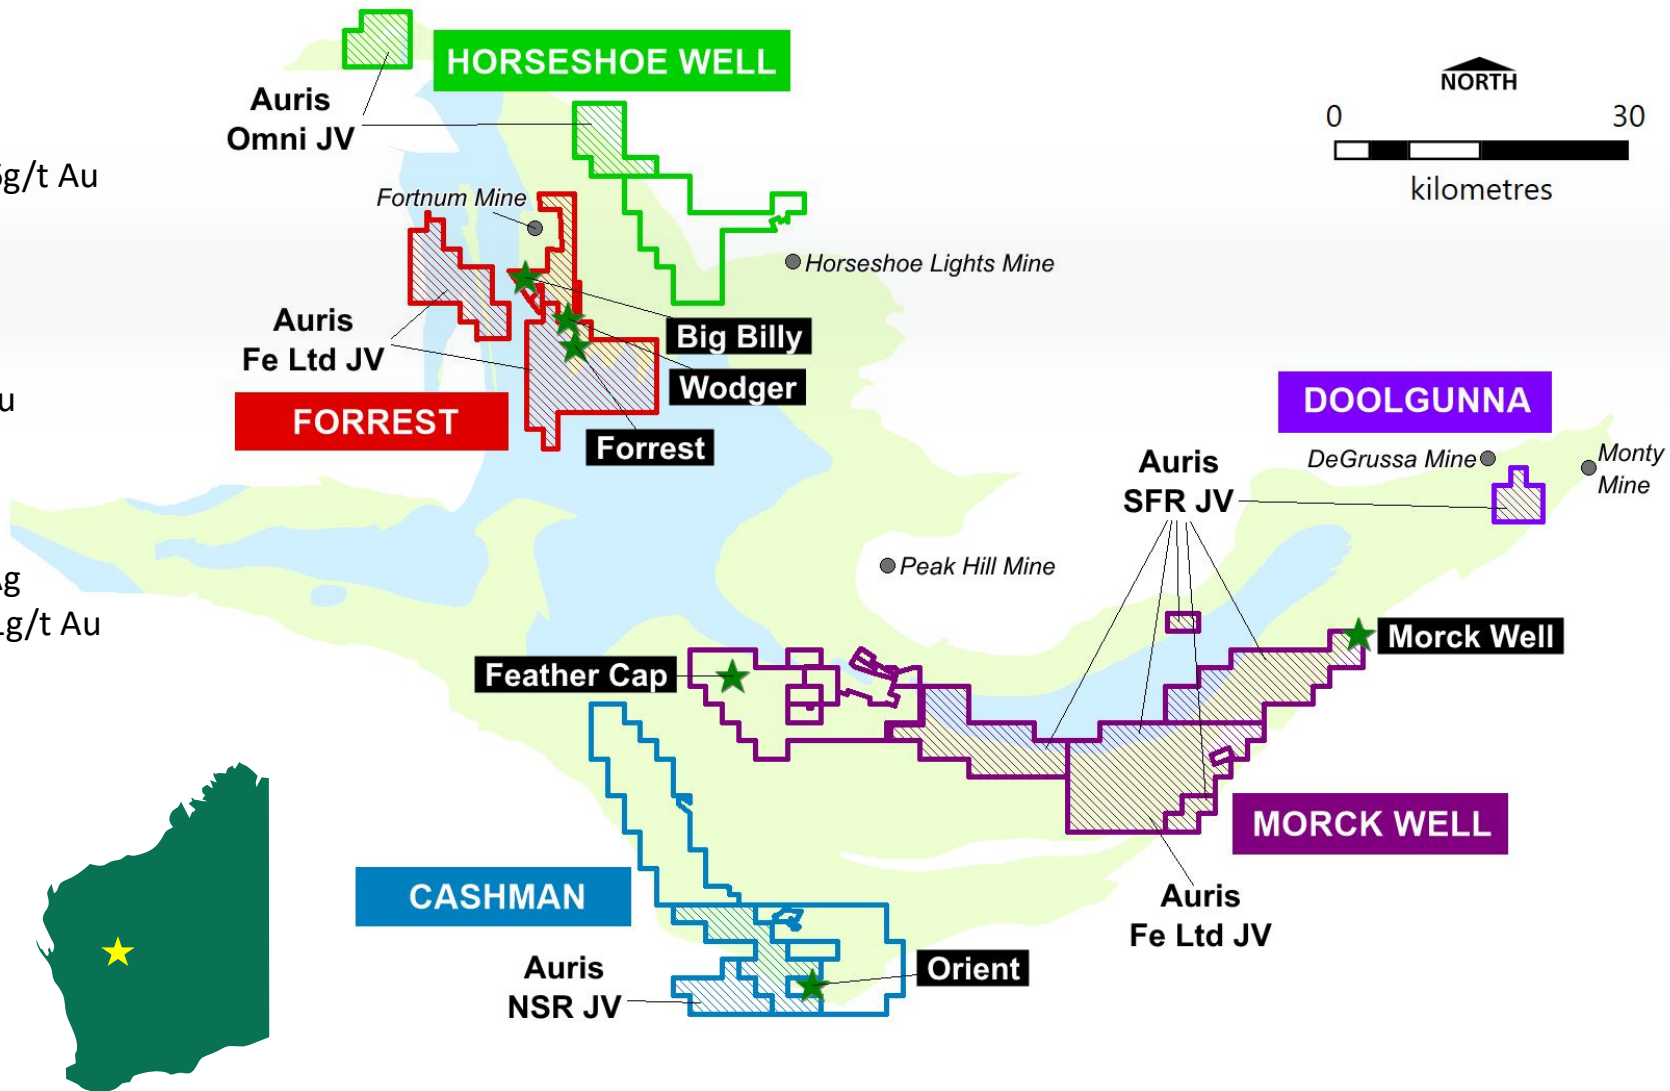 HORSESHOE WELL
NORTH
0 30
kilometres
Auris
Omni JV
g/t Au
Fortnum Mine
Horseshoe Lights Mine
Auris
Fe Ltd JV
Big Billy
Wodger
FORREST
Forrest
DOOLGUNNA
DeGrussa Mine
Monty
Mine
Auris
SFR JV
Peak Hill Mine
g/t Au
Morck Well
Feather Cap
MORCK WELL
CASHMAN
Auris
Fe Ltd JV
Orient
Auris
NSR JV